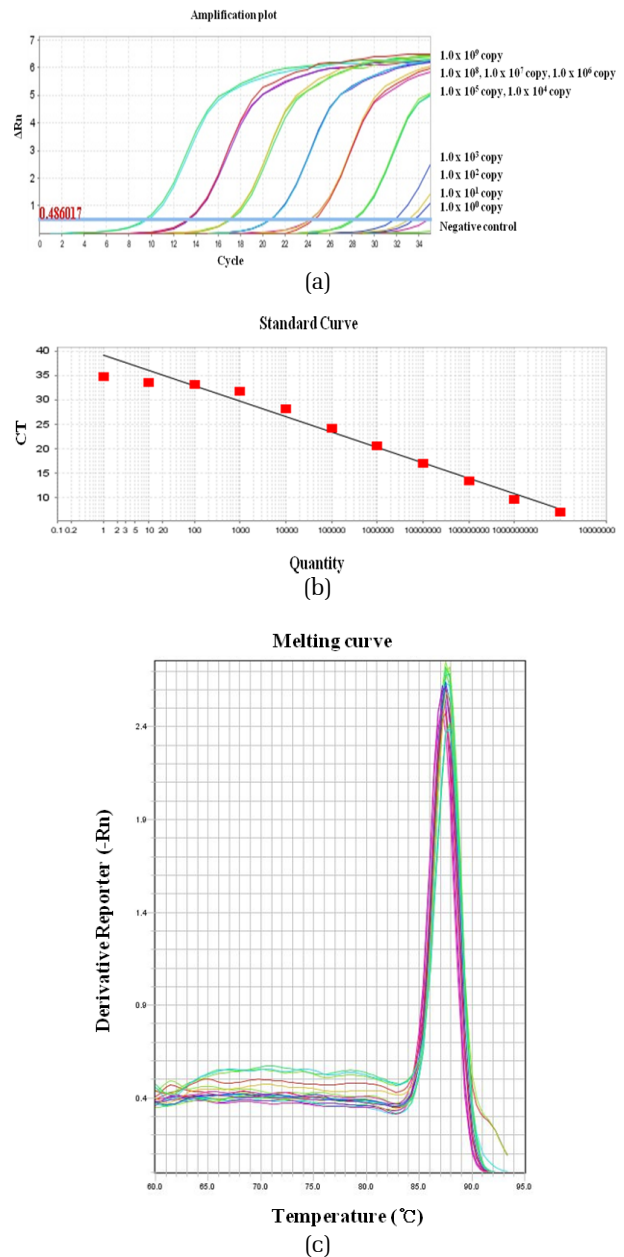 Amplification plot
7
6
5
4
3
2
1
0
ΔRn
0.486017
0 2 4 6 8 10 12 14 16 18 20 22 24 26 28 30 32 34
Cycle
1.0 x 10⁹ copy
1.0 x 10⁸, 1.0 x 10⁷ copy, 1.0 x 10⁶ copy
1.0 x 10⁵ copy, 1.0 x 10⁴ copy
1.0 x 10³ copy
1.0 x 10² copy
1.0 x 10¹ copy
1.0 x 10⁰ copy
Negative control
(a)
Standard Curve
40
35
30
25
20
15
10
CT
0.1 0.2 1 2 3 5 10 20 100 1000 10000 100000 1000000 10000000 100000000 1000000000 10000000
Quantity
(b)
Melting curve
2.4
1.9
1.4
0.9
0.4
Derivative Reporter (-Rn)
60.0 65.0 70.0 75.0 80.0 85.0 90.0 95.0
Temperature (℃)
(c)